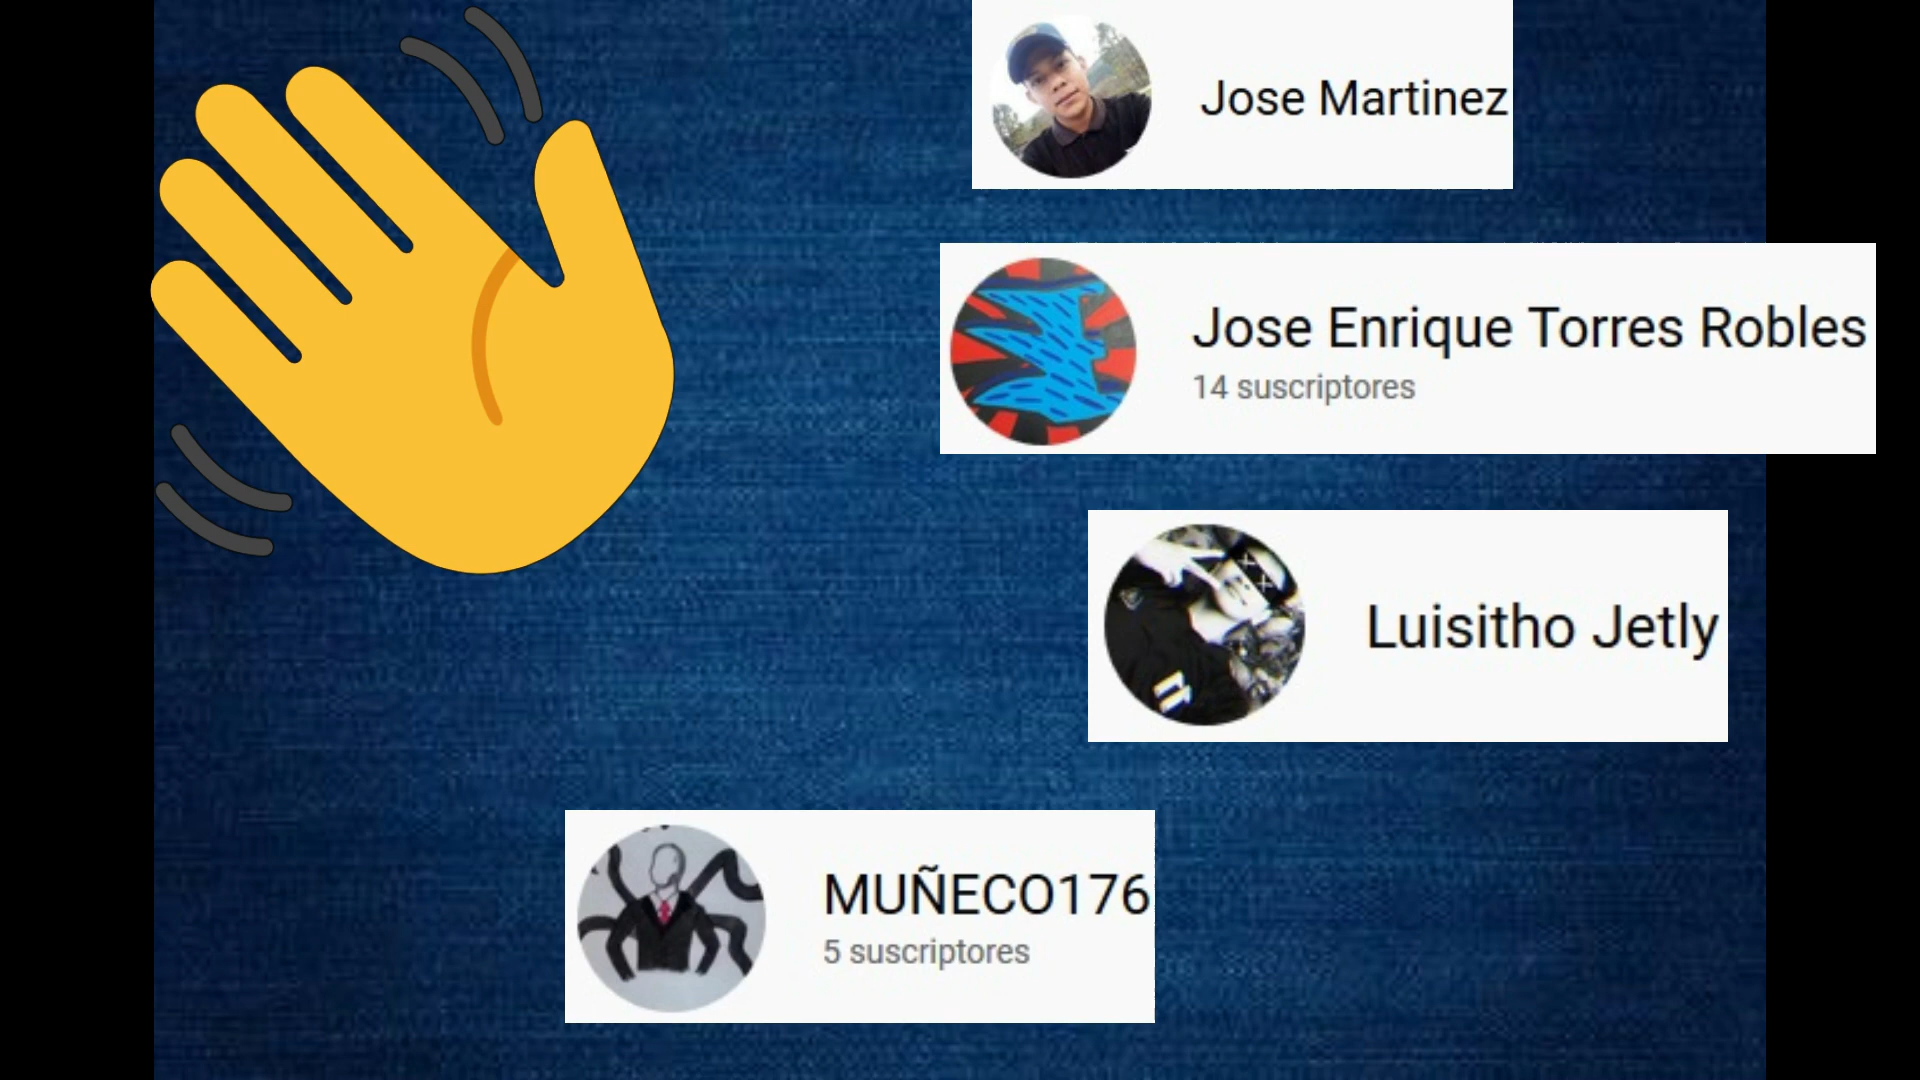 Jose Martinez
Jose Enrique Torres Robles
14 suscriptores
Luisitho Jetly
MUÑECO176
5 suscriptores